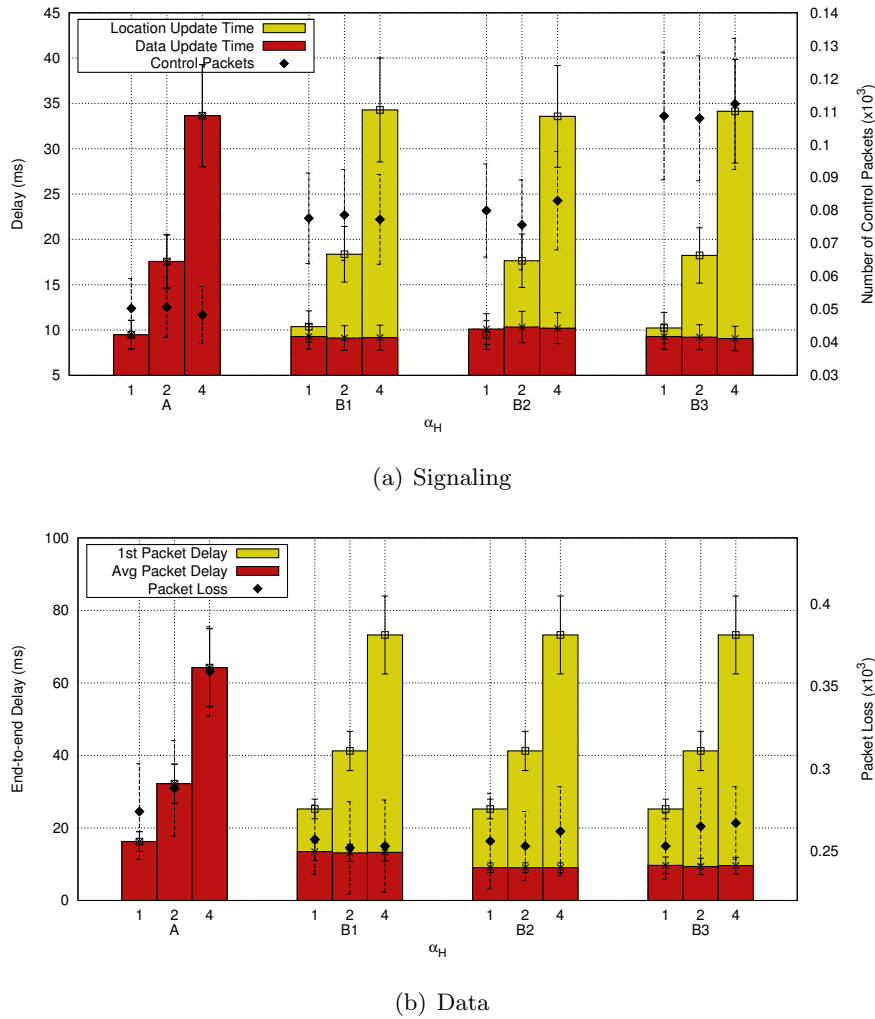 45
40
35
30
25
20
15
10
5
Delay (ms)
Location Update Time
Data Update Time
Control Packets
0.14
0.13
0.12
0.11
0.1
0.09
0.08
0.07
0.06
0.05
0.04
0.03
Number of Control Packets (x10³)
1 2 4 1 2 4 1 2 4 1 2 4
A B1 B2 B3
α_H
(a) Signaling
100
80
60
40
20
0
End-to-end Delay (ms)
1st Packet Delay
Avg Packet Delay
Packet Loss
0.4
0.35
0.3
0.25
Packet Loss (x10³)
1 2 4 1 2 4 1 2 4 1 2 4
A B1 B2 B3
α_H
(b) Data